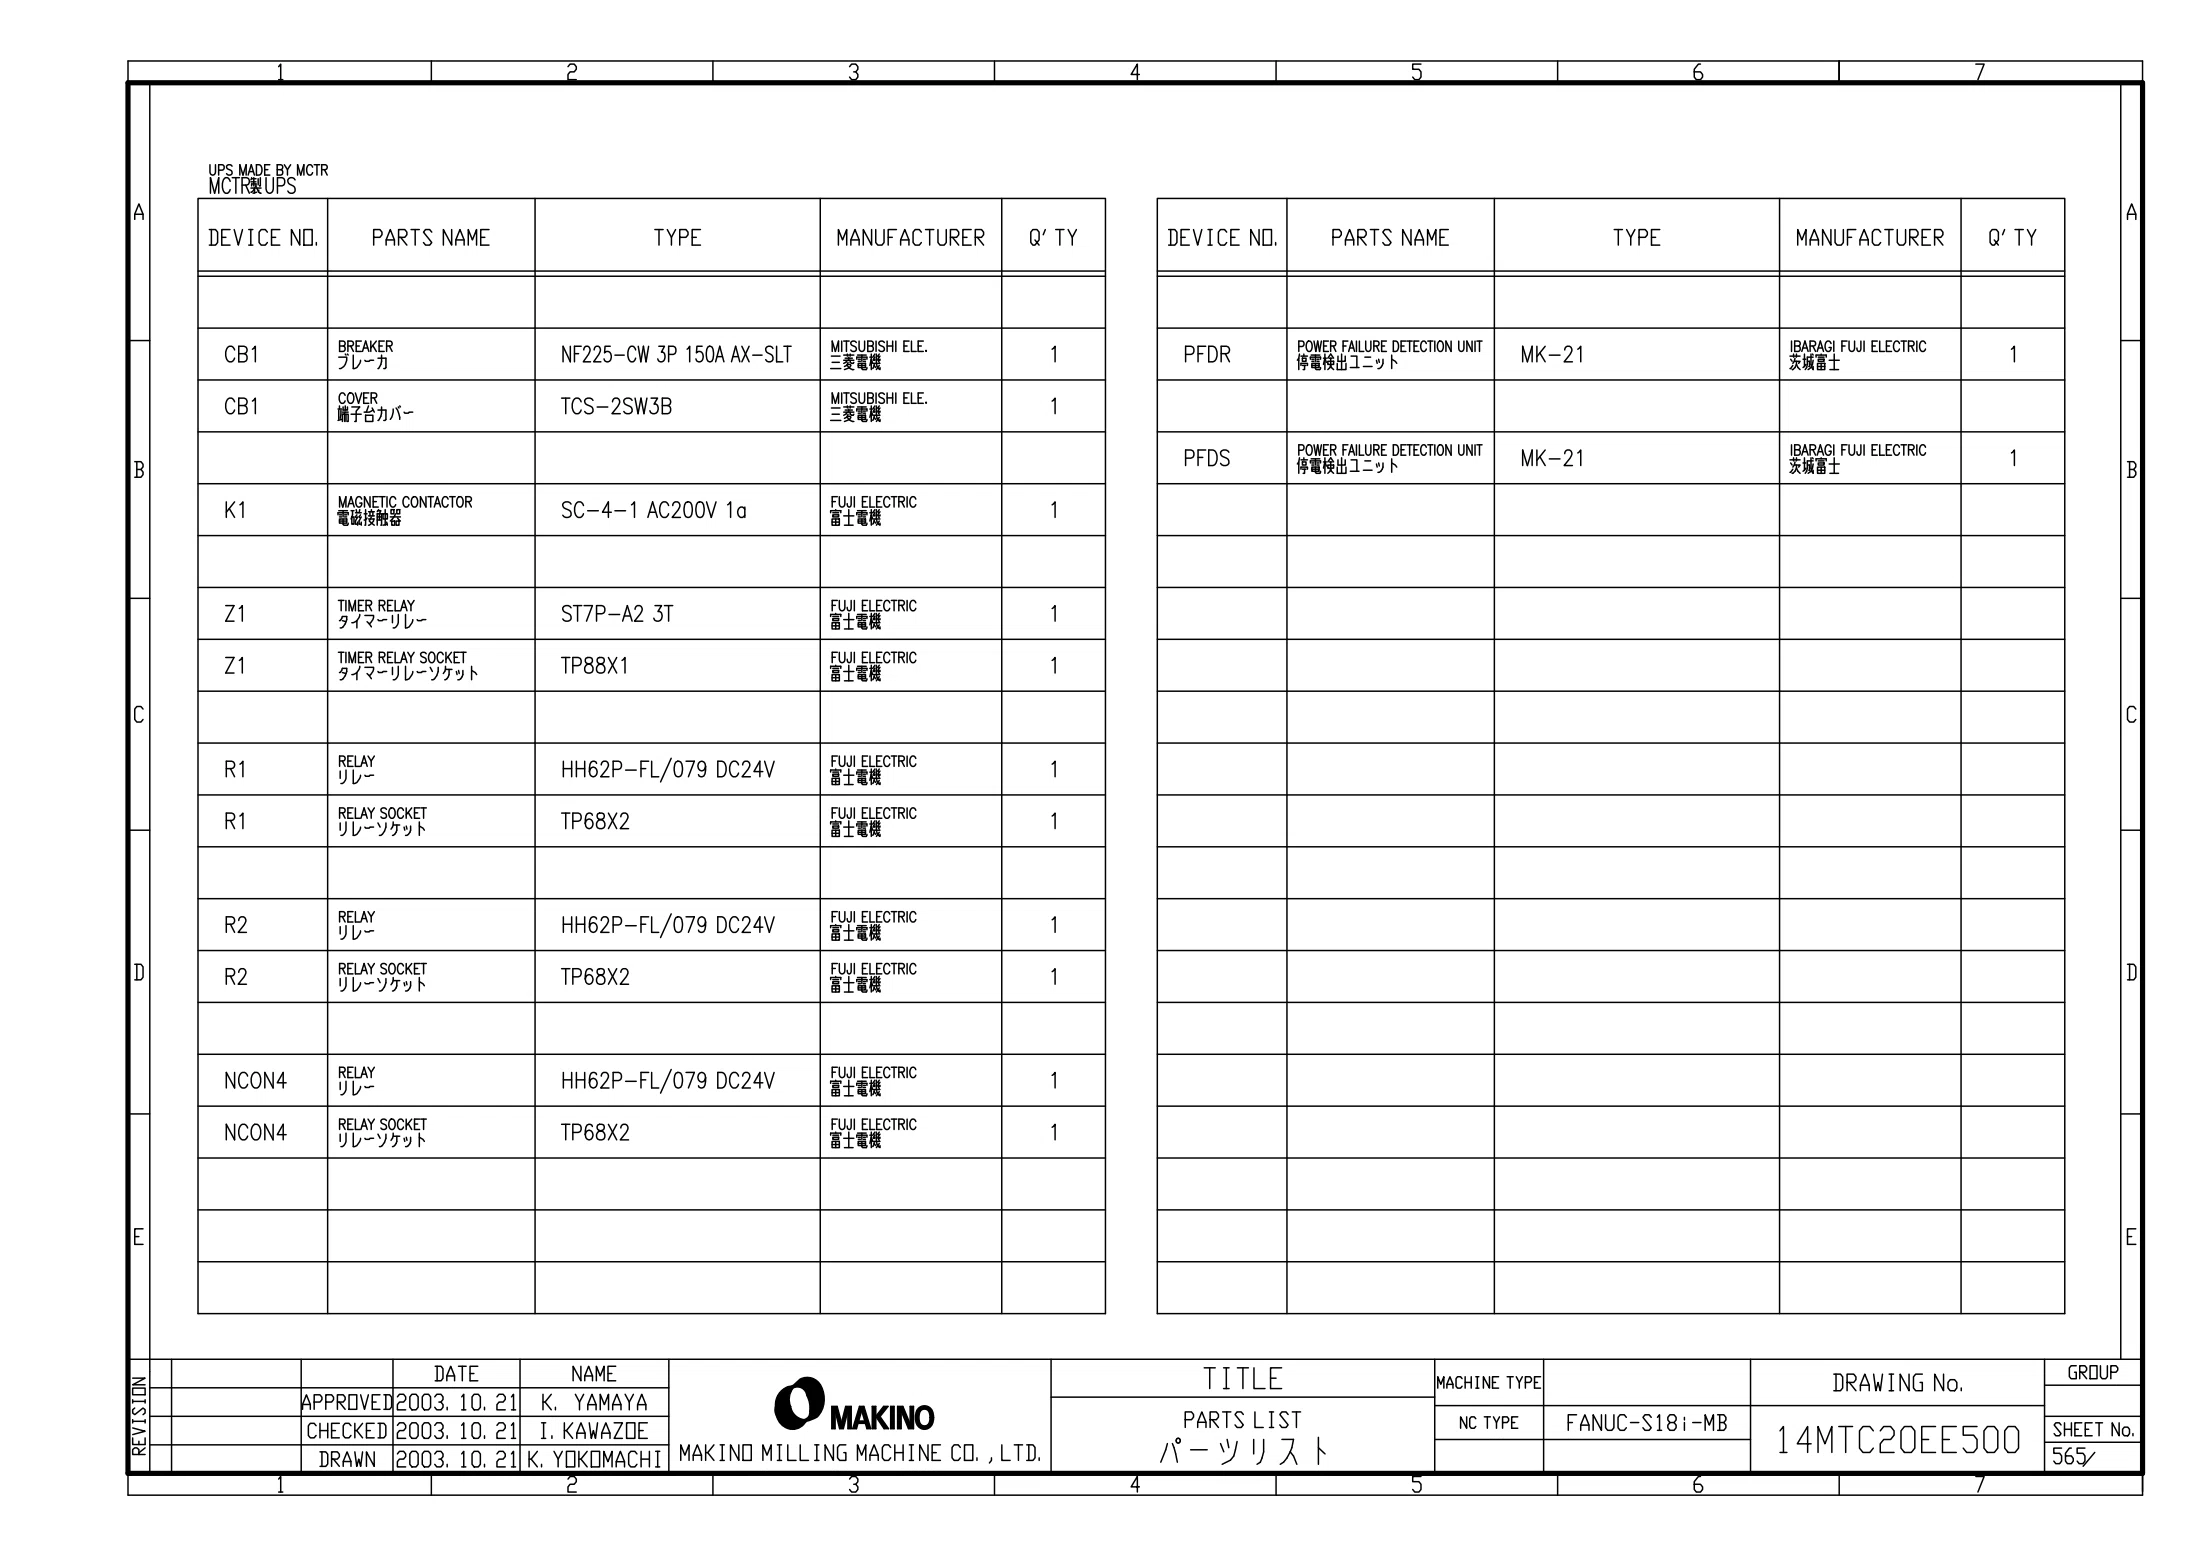 1 2 3 4 5 6 7
UPS MADE BY MCTR
MCTR製UPS
A A
DEVICE NO. PARTS NAME TYPE MANUFACTURER Q'TY
CB1 BREAKER NF225-CW 3P 150A AX-SLT MITSUBISHI ELE. 1
ブレーカ 三菱電機
CB1 COVER TCS-2SW3B MITSUBISHI ELE. 1
端子台カバー 三菱電機
B
K1 MAGNETIC CONTACTOR SC-4-1 AC200V 1a FUJI ELECTRIC 1
電磁接触器 富士電機
Z1 TIMER RELAY ST7P-A2 3T FUJI ELECTRIC 1
タイマーリレー 富士電機
Z1 TIMER RELAY SOCKET TP88X1 FUJI ELECTRIC 1
タイマーリレーソケット 富士電機
C
R1 RELAY HH62P-FL/079 DC24V FUJI ELECTRIC 1
リレー 富士電機
R1 RELAY SOCKET TP68X2 FUJI ELECTRIC 1
リレーソケット 富士電機
R2 RELAY HH62P-FL/079 DC24V FUJI ELECTRIC 1
リレー 富士電機
D
R2 RELAY SOCKET TP68X2 FUJI ELECTRIC 1
リレーソケット 富士電機
NCON4 RELAY HH62P-FL/079 DC24V FUJI ELECTRIC 1
リレー 富士電機
NCON4 RELAY SOCKET TP68X2 FUJI ELECTRIC 1
リレーソケット 富士電機
E
DEVICE NO. PARTS NAME TYPE MANUFACTURER Q'TY
PFDR POWER FAILURE DETECTION UNIT MK-21 IBARAGI FUJI ELECTRIC 1
停電検出ユニット 茨城富士
PFDS POWER FAILURE DETECTION UNIT MK-21 IBARAGI FUJI ELECTRIC 1
停電検出ユニット 茨城富士
B
C
D
E
REVISION
DATE NAME
APPROVED 2003. 10. 21 K. YAMAYA
CHECKED 2003. 10. 21 I. KAWAZOE
DRAWN 2003. 10. 21 K. YOKOMACHI
MAKINO
MAKINO MILLING MACHINE CO. , LTD.
TITLE
PARTS LIST
パーツリスト
MACHINE TYPE
NC TYPE FANUC-S18i-MB
DRAWING No.
14MTC20EE500
GROUP
SHEET No.
565/
1 2 3 4 5 6 7